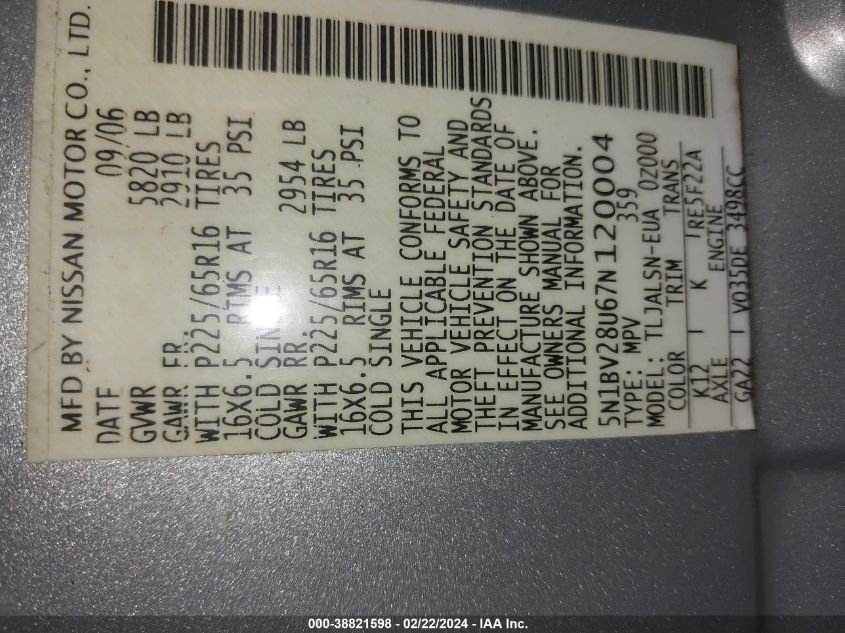 MFD BY NISSAN MOTOR CO., LTD.
DATE 09/06
GVWR 5820 LB
GAWR FR. 2910 LB
WITH P225/65R16 TIRES
16X6.5 RIMS AT 35 PSI
COLD SINGLE
GAWR RR. 2954 LB
WITH P225/65R16 TIRES
16X6.5 RIMS AT 35 PSI
COLD SINGLE
THIS VEHICLE CONFORMS TO
ALL APPLICABLE FEDERAL
MOTOR VEHICLE SAFETY AND
THEFT PREVENTION STANDARDS
IN EFFECT ON THE DATE OF
MANUFACTURE SHOWN ABOVE.
SEE OWNERS MANUAL FOR
ADDITIONAL INFORMATION.
5N1BV28U67N120004
TYPE: MPV 359
MODEL: TLJALSN-EUA 0Z000
COLOR TRIM TRANS
K12 K RE5F22A
AXLE ENGINE
GA22 VQ35DE 3498CC
000-38821598 - 02/22/2024 - IAA Inc.